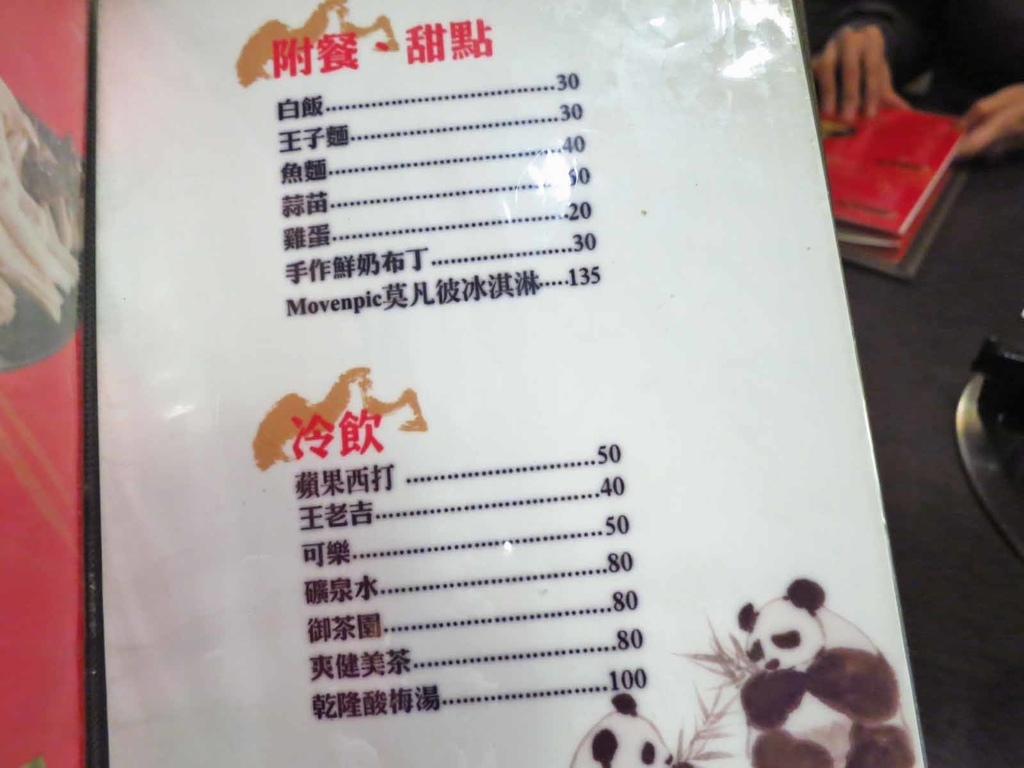 附餐、甜點
白飯..............................30
王子麵..............................30
魚麵..............................40
蒜苗..............................
雞蛋..............................20
手作鮮奶布丁....................30
Movenpic莫凡彼冰淇淋.....135
冷飲
蘋果西打..............................50
王老吉..............................40
可樂..............................50
礦泉水..............................80
御茶園..............................80
爽健美茶..............................80
乾隆酸梅湯..............................100